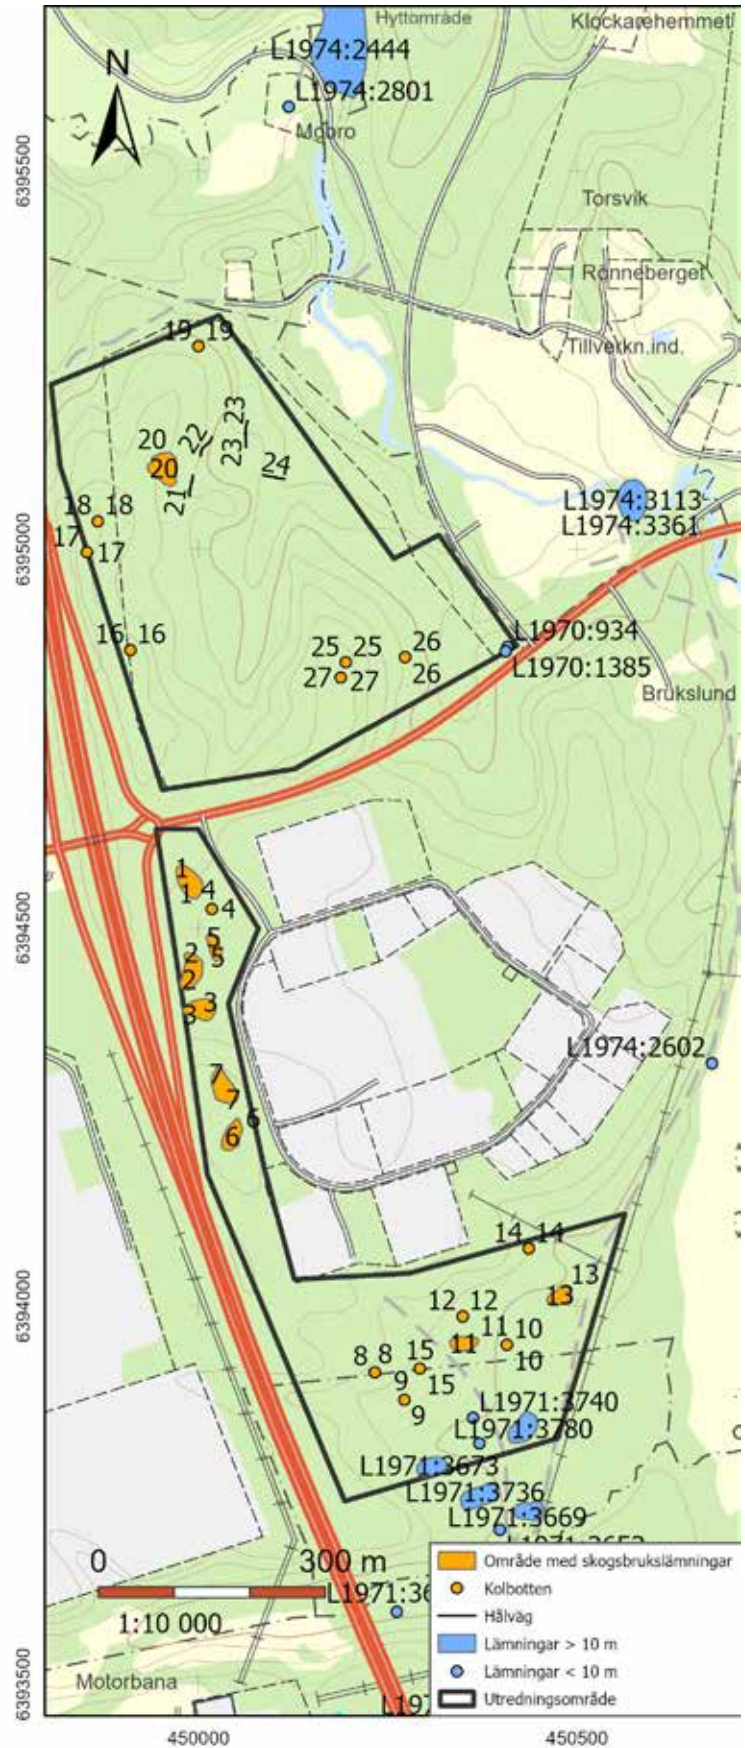 Hyttområde
Klockarehemmet
L1974:2444
N
L1974:2801
Mobro
6395500
Torsvik
Rönneberget
19 19
Tillverkn.ind.
23
22
20
23
24
20
21
L1974:3113
18 18
L1974:3361
17
17
6395000
L1970:934
16 16
25 25 26
26
L1970:1385
27 27
Brukslund
1
1
4
4
6394500
5
2
5
2
3
3
L1974:2602
7
7
6
6
14 14
13
13
6394000
12 12
11
10
11
10
8 8
15
15
9
9
L1971:3740
L1971:3780
L1971:3673
L1971:3736
L1971:3669
0 300 m
1:10 000
Område med skogsbrukslämningar
Kolbotten
Hålväg
Lämningar > 10 m
Lämningar < 10 m
Utredningsområde
Motorbana
6393500
450000
450500